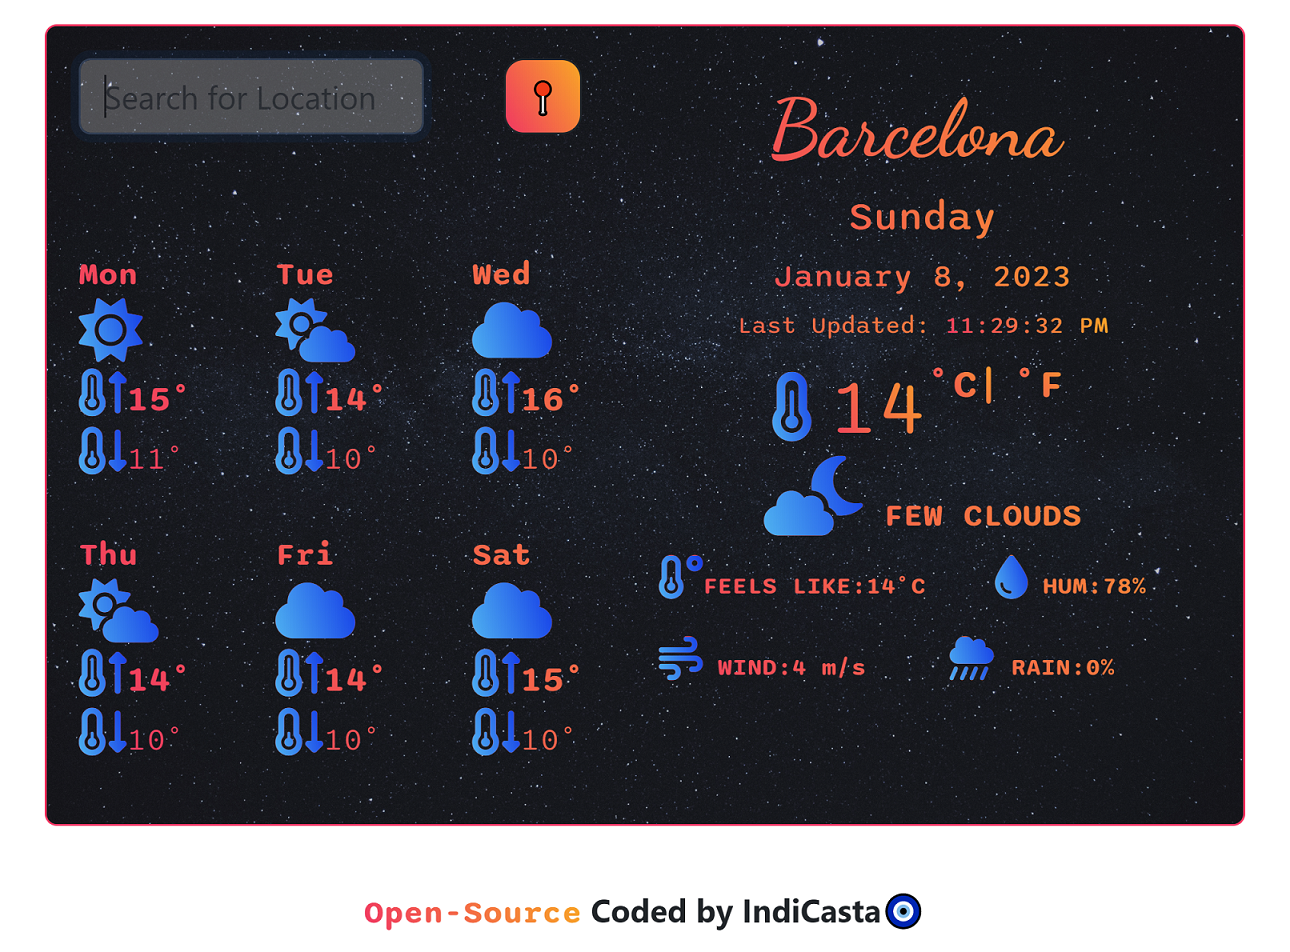 Search for Location
Barcelona
Sunday
January 8, 2023
Last Updated: 11:29:32 PM
14 °C| °F
FEW CLOUDS
FEELS LIKE:14°C HUM:78%
WIND:4 m/s RAIN:0%
Mon Tue Wed
15° 14° 16°
11° 10° 10°
Thu Fri Sat
14° 14° 15°
10° 10° 10°
Open-Source Coded by IndiCasta